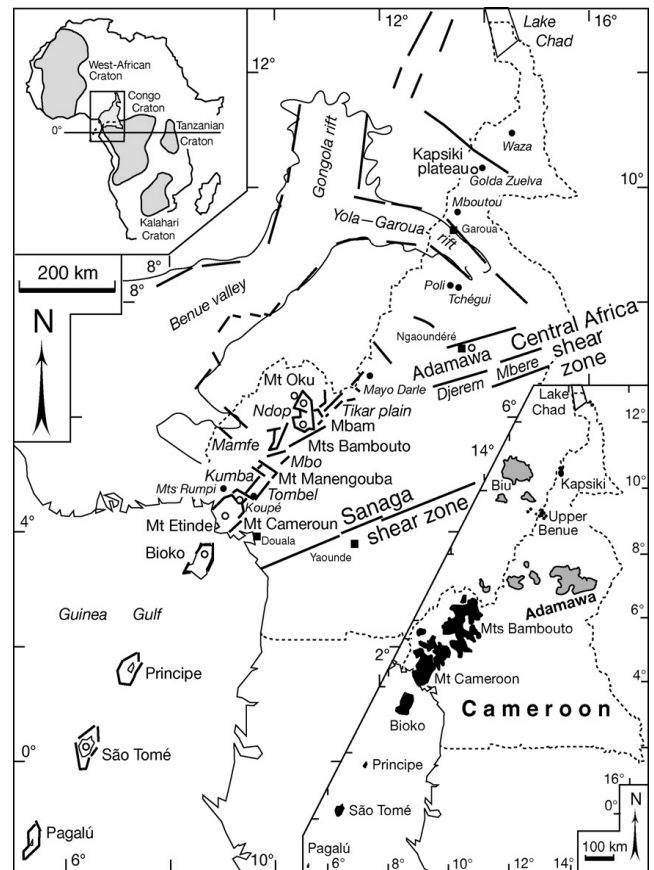 12°
16°
Lake
Chad
West-African
Craton
Congo
Craton
0°
Tanzanian
Craton
Kalahari
Craton
12°
Waza
Kapsiki
plateau
Golda Zuelva
10°
Gongola rift
Mboutou
Garoua
Yola—Garoua rift
200 km
8°
8°
N
Benue valley
Poli
Tchégui
Ngaoundéré
Adamawa
Central Africa
shear
zone
Djerem
Mbere
Mt Oku
Mayo Darle
Ndop
Tikar plain
Mbam
Mamfe
Mts Bambouto
Mbo
Kumba
Mt Manengouba
Mts Rumpi
Tombel
Koupé
Mt Etinde
Mt Cameroun
Sanaga
shear zone
4°
Douala
Yaounde
Bioko
Guinea Gulf
Principe
0°
São Tomé
Pagalú
6°
10°
Lake
Chad
6°
12°
14°
Biu
Kapsiki
10°
Upper
Benue
8°
Adamawa
6°
Mts Bambouto
2°
4°
Mt Cameroon
Cameroon
Bioko
Principe
16°
0°
N
São Tomé
100 km
Pagalú
6°
8°
10°
12°
14°